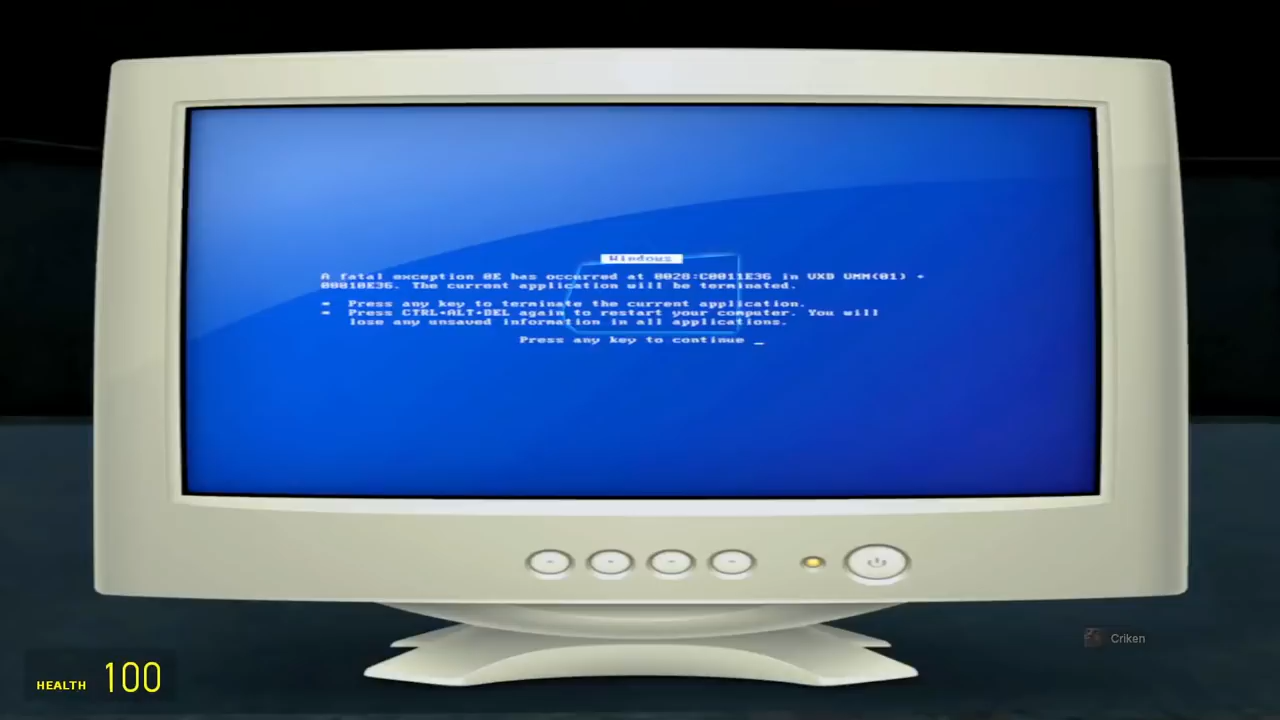 Windows
A fatal exception 0E has occurred at 0028:C0011E36 in VXD VMM(01) +
00010E36. The current application will be terminated.
* Press any key to terminate the current application.
* Press CTRL+ALT+DEL again to restart your computer. You will
lose any unsaved information in all applications.
Press any key to continue _
Criken
HEALTH 100